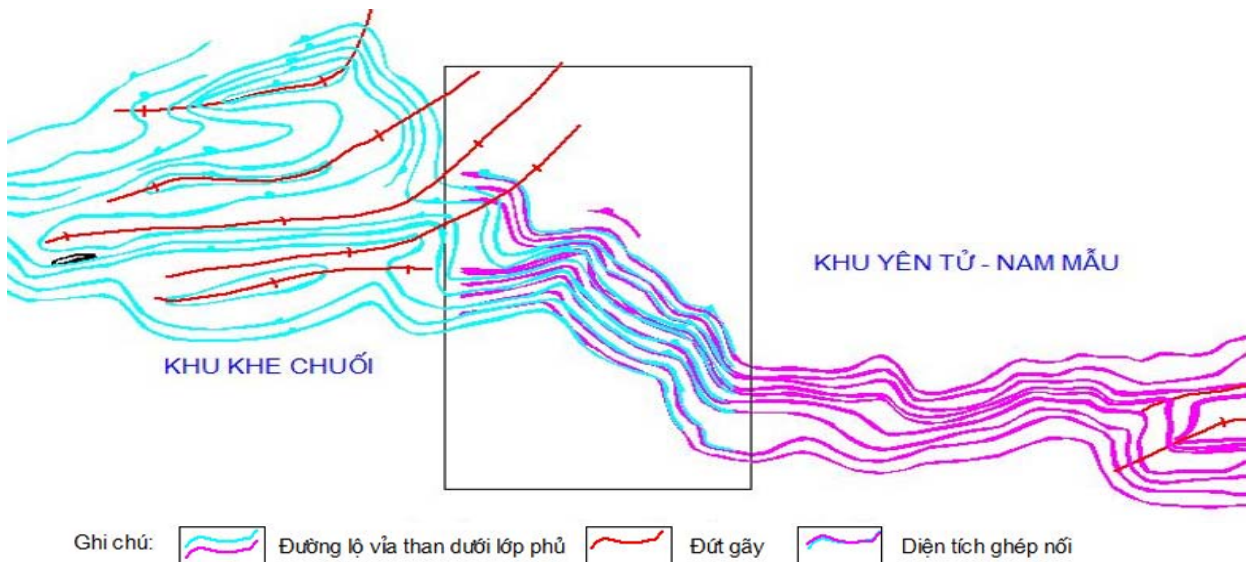 KHU YÊN TỬ - NAM MẪU
KHU KHE CHUỐI
Ghi chú: Đường lộ vỉa than dưới lớp phủ Đứt gãy Diện tích ghép nối